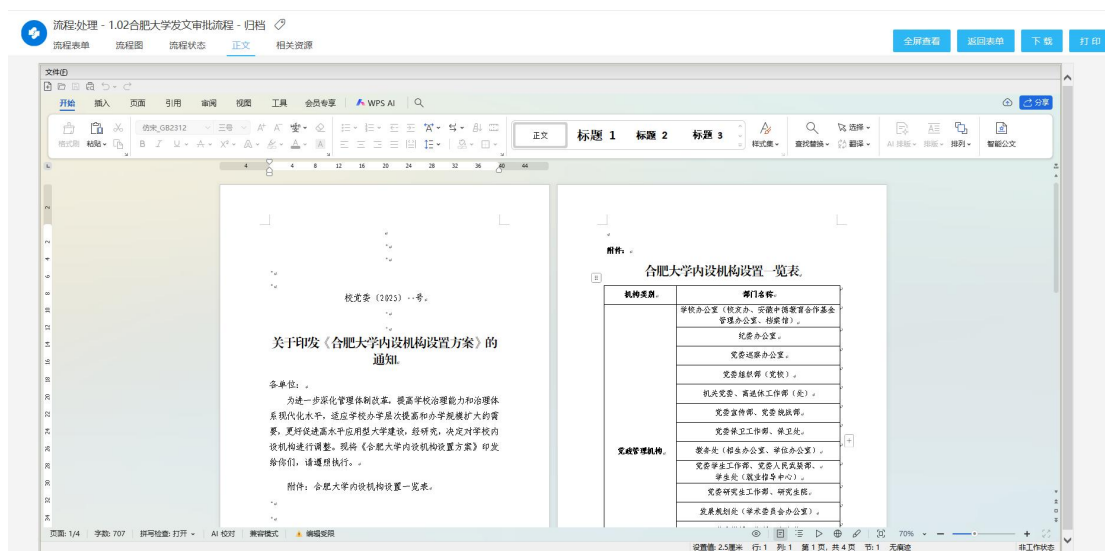 流程:处理 - 1.02合肥大学发文审批流程 - 归档
流程表单 流程图 流程状态 正文 相关资源
全屏查看 返回表单 下载 打印
文件(F)
开始 插入 页面 引用 审阅 视图 工具 会员专享 WPS AI
分享
格式刷 粘贴 仿宋_GB2312 三号
正文 标题 1 标题 2 标题 3 样式集 查找替换 选择 翻译 AI 排版 排版 排列 智能公文
4 4 8 12 16 20 24 28 32 36 40 44
校党委〔2025〕--号
关于印发《合肥大学内设机构设置方案》的
通知
各单位：
为进一步深化管理体制改革，提高学校治理能力和治理体
系现代化水平，适应学校办学层次提高和办学规模扩大的需
要，更好促进高水平应用型大学建设，经研究，决定对学校内
设机构进行调整。现将《合肥大学内设机构设置方案》印发
给你们，请遵照执行。
附件：合肥大学内设机构设置一览表
附件：
合肥大学内设机构设置一览表
机构类别 部门名称
党政管理机构
学校办公室（校友办、安徽中德教育合作基金
管理办公室、档案馆）
纪委办公室
党委巡察办公室
党委组织部（党校）
机关党委、离退休工作部（处）
党委宣传部、党委统战部
党委保卫工作部、保卫处
教务处（招生办公室、学位办公室）
党委学生工作部、党委人民武装部、
学生处（就业指导中心）
党委研究生工作部、研究生院
发展规划处（学术委员会办公室）
页面: 1/4 字数: 707 拼写检查: 打开 AI 校对 兼容模式 编辑受限 70%
设置值: 2.5厘米 行: 1 列: 1 第 1 页, 共 4 页 节: 1 无痕迹 非工作状态